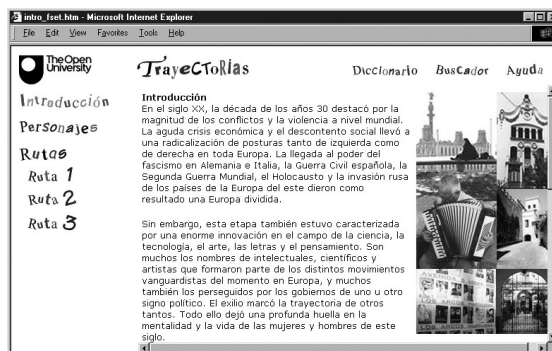 intro_fset.htm - Microsoft Internet Explorer
File Edit View Favorites Tools Help
The Open
University
Trayectorias
Diccionario Buscador Ayuda
Introducción
Personajes
Rutas
Ruta 1
Ruta 2
Ruta 3
Introducción
En el siglo XX, la década de los años 30 destacó por la
magnitud de los conflictos y la violencia a nivel mundial.
La aguda crisis económica y el descontento social llevó a
una radicalización de posturas tanto de izquierda como
de derecha en toda Europa. La llegada al poder del
fascismo en Alemania e Italia, la Guerra Civil española, la
Segunda Guerra Mundial, el Holocausto y la invasión rusa
de los países de la Europa del este dieron como
resultado una Europa dividida.
Sin embargo, esta etapa también estuvo caracterizada
por una enorme innovación en el campo de la ciencia, la
tecnología, el arte, las letras y el pensamiento. Son
muchos los nombres de intelectuales, científicos y
artistas que formaron parte de los distintos movimientos
vanguardistas del momento en Europa, y muchos
también los perseguidos por los gobiernos de uno u otro
signo político. El exilio marcó la trayectoria de otros
tantos. Todo ello dejó una profunda huella en la
mentalidad y la vida de las mujeres y hombres de este
siglo.